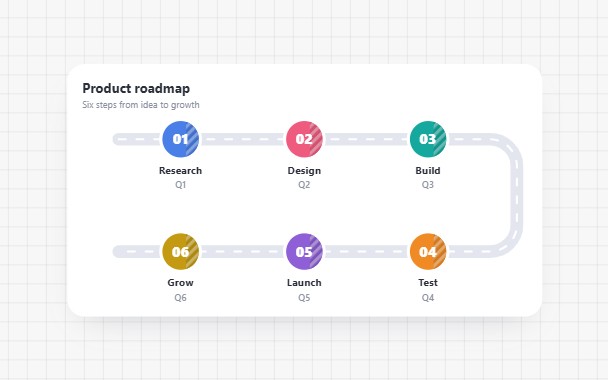 Product roadmap
Six steps from idea to growth
01
02
03
Research
Design
Build
Q1
Q2
Q3
06
05
04
Grow
Launch
Test
Q6
Q5
Q4